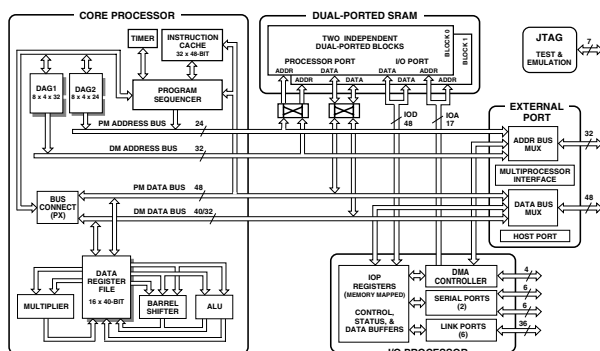 CORE PROCESSOR
TIMER
INSTRUCTION
CACHE
32 x 48-BIT
DAG1
8 x 4 x 32
DAG2
8 x 4 x 24
PROGRAM
SEQUENCER
PM ADDRESS BUS
24
DM ADDRESS BUS
32
BUS
CONNECT
(PX)
PM DATA BUS
48
DM DATA BUS
40/32
DATA
REGISTER
FILE
16 x 40-BIT
MULTIPLIER
BARREL
SHIFTER
ALU
DUAL-PORTED SRAM
TWO INDEPENDENT
DUAL-PORTED BLOCKS
PROCESSOR PORT
I/O PORT
ADDR
DATA
DATA
ADDR
ADDR
DATA
DATA
ADDR
BLOCK 0
BLOCK 1
IOD
48
IOA
17
JTAG
TEST &
EMULATION
7
EXTERNAL
PORT
ADDR BUS
MUX
32
MULTIPROCESSOR
INTERFACE
DATA BUS
MUX
48
HOST PORT
IOP
REGISTERS
(MEMORY MAPPED)
CONTROL,
STATUS, &
DATA BUFFERS
DMA
CONTROLLER
4
SERIAL PORTS
(2)
6
6
LINK PORTS
(6)
36
I/O PROCESSOR